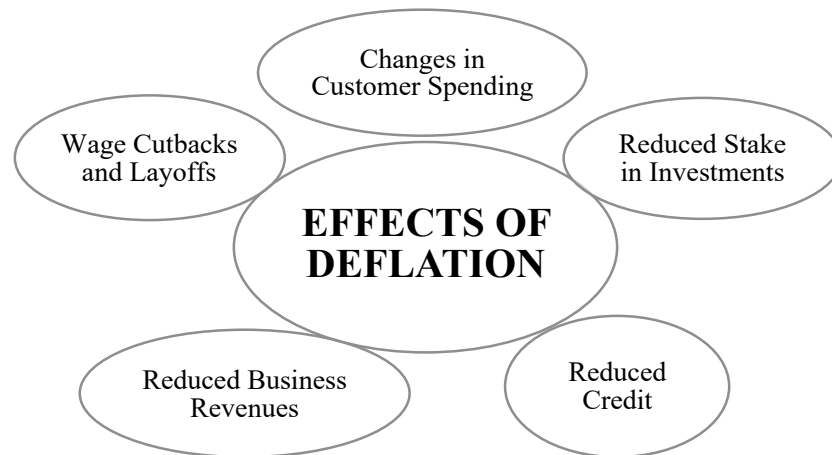 Changes in
Customer Spending
Wage Cutbacks
and Layoffs
Reduced Stake
in Investments
EFFECTS OF
DEFLATION
Reduced Business
Revenues
Reduced
Credit